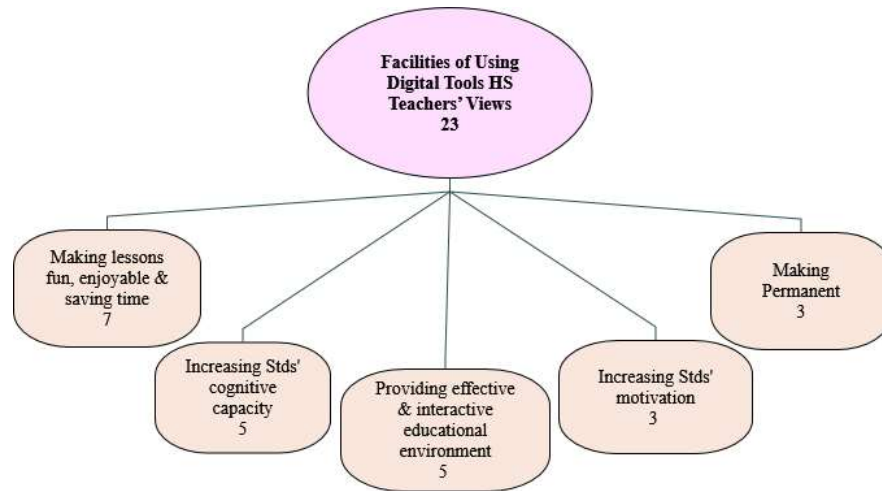 Facilities of Using
Digital Tools HS
Teachers' Views
23
Making lessons
fun, enjoyable &
saving time
7
Increasing Stds'
cognitive
capacity
5
Providing effective
& interactive
educational
environment
5
Increasing Stds'
motivation
3
Making
Permanent
3